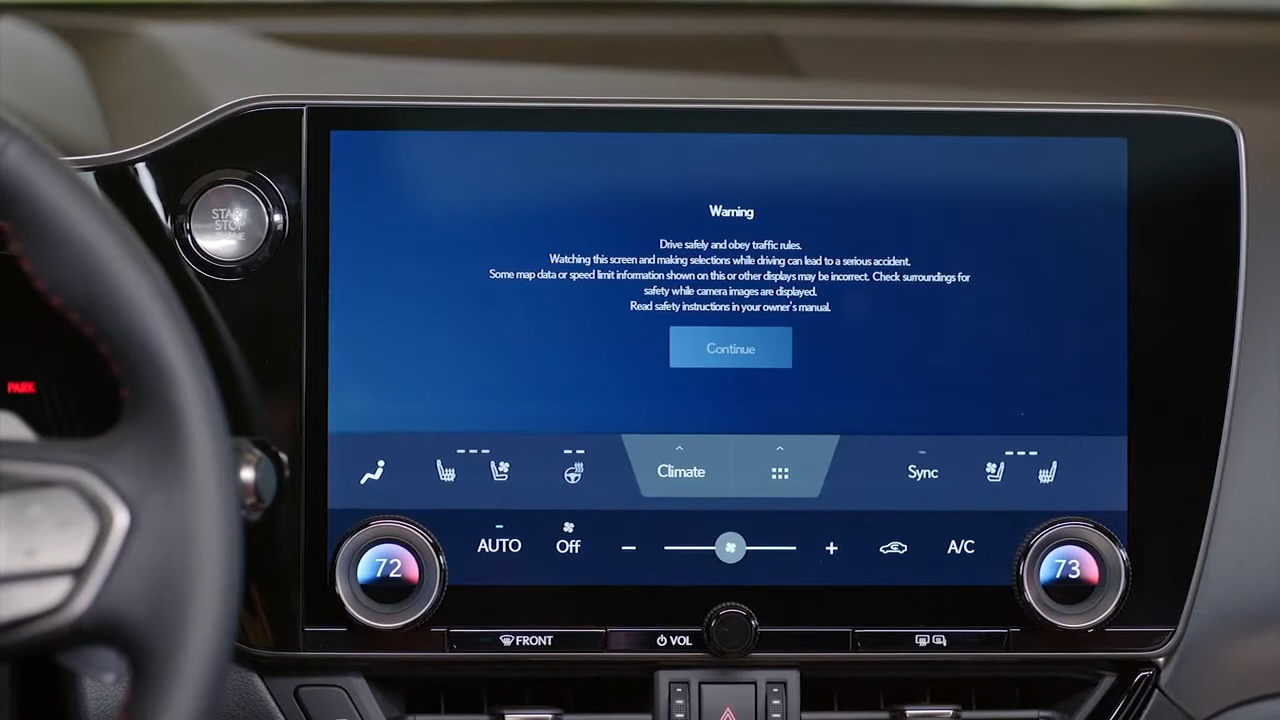 START
STOP
Warning
Drive safely and obey traffic rules.
Watching this screen and making selections while driving can lead to a serious accident.
Some map data or speed limit information shown on this or other displays may be incorrect. Check surroundings for
safety while camera images are displayed.
Read safety instructions in your owner's manual.
Continue
PARK
Climate
Sync
AUTO
Off
A/C
72
73
FRONT
VOL